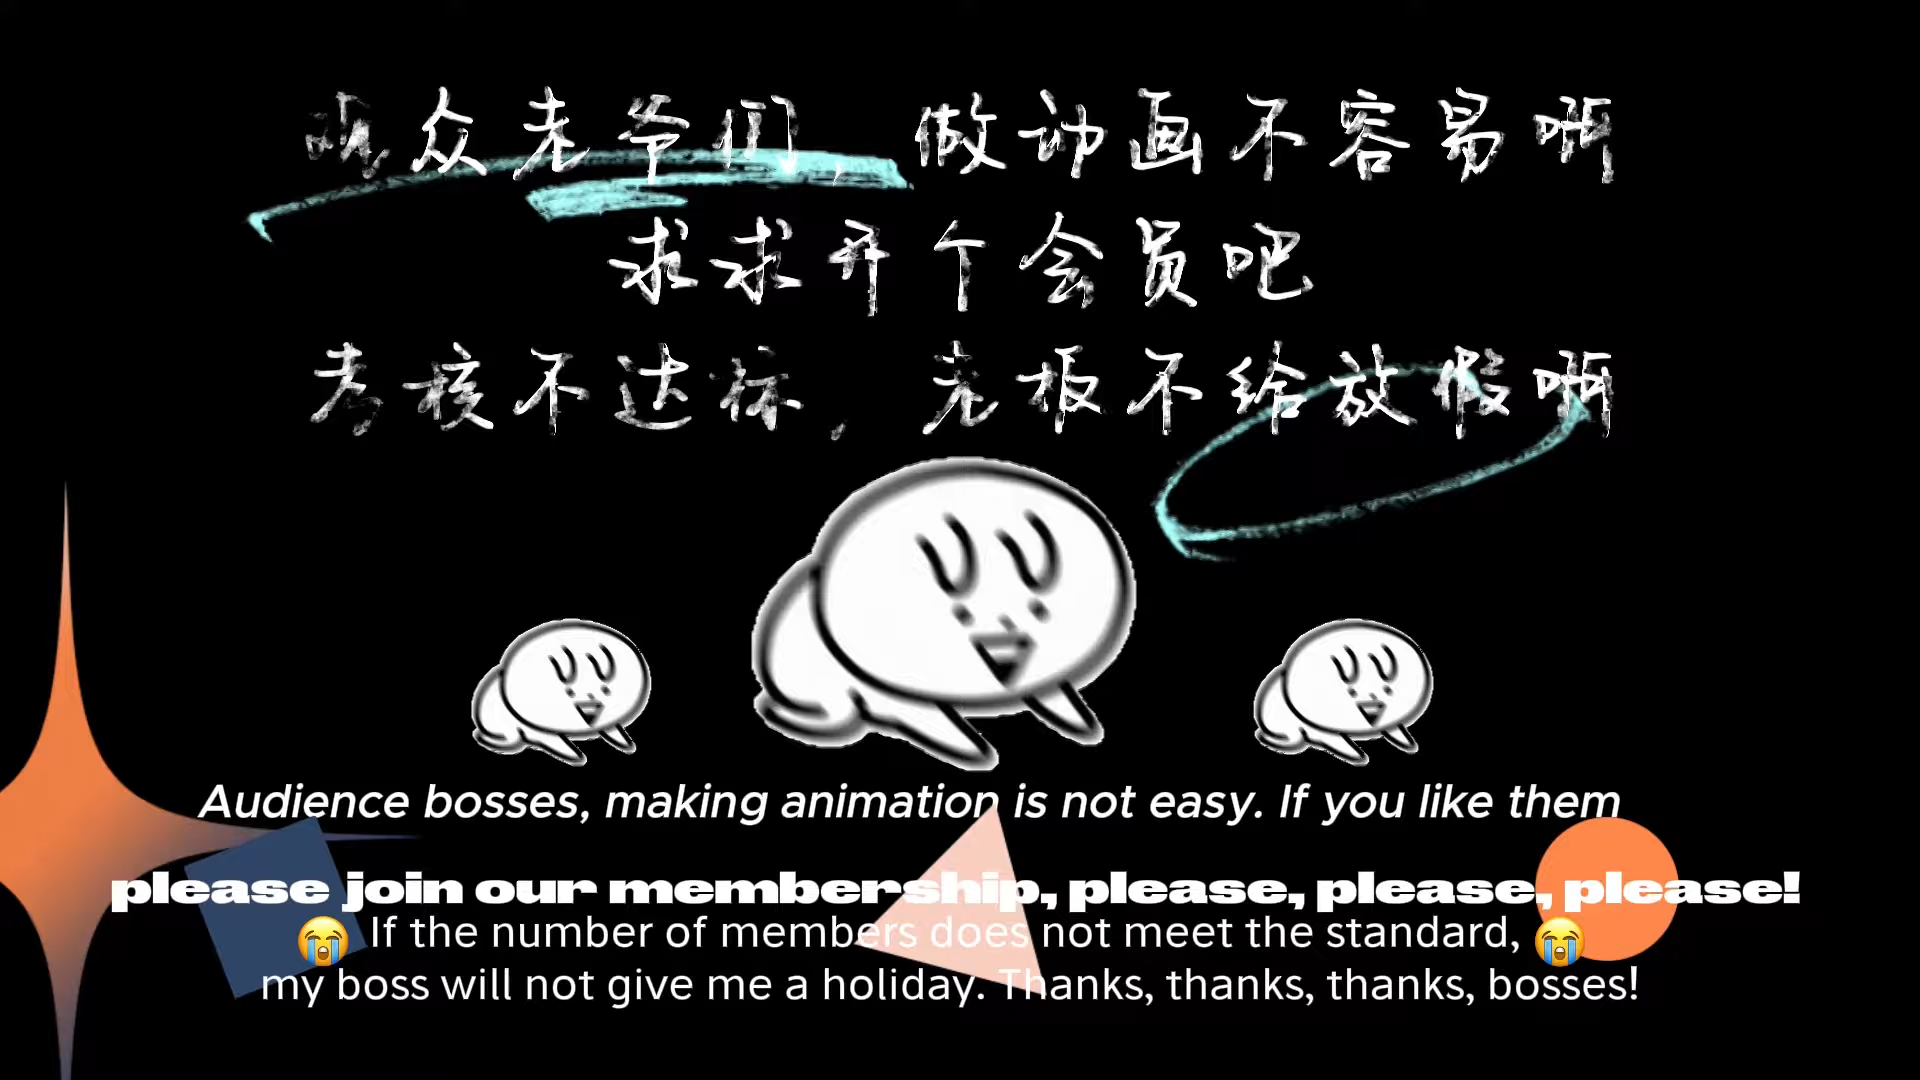 观众老爷们，做动画不容易啊
求求开个会员吧
考核不达标，老板不给放假啊
Audience bosses, making animation is not easy. If you like them
please join our membership, please, please, please!
😭 If the number of members does not meet the standard, 😭
my boss will not give me a holiday. Thanks, thanks, thanks, bosses!